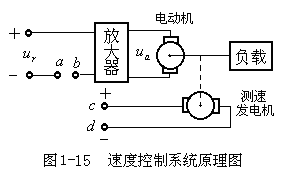 电动机
+
放大器
u_r
u_a
负载
− a b
+
c
测速
发电机
d
−
图1-15 速度控制系统原理图